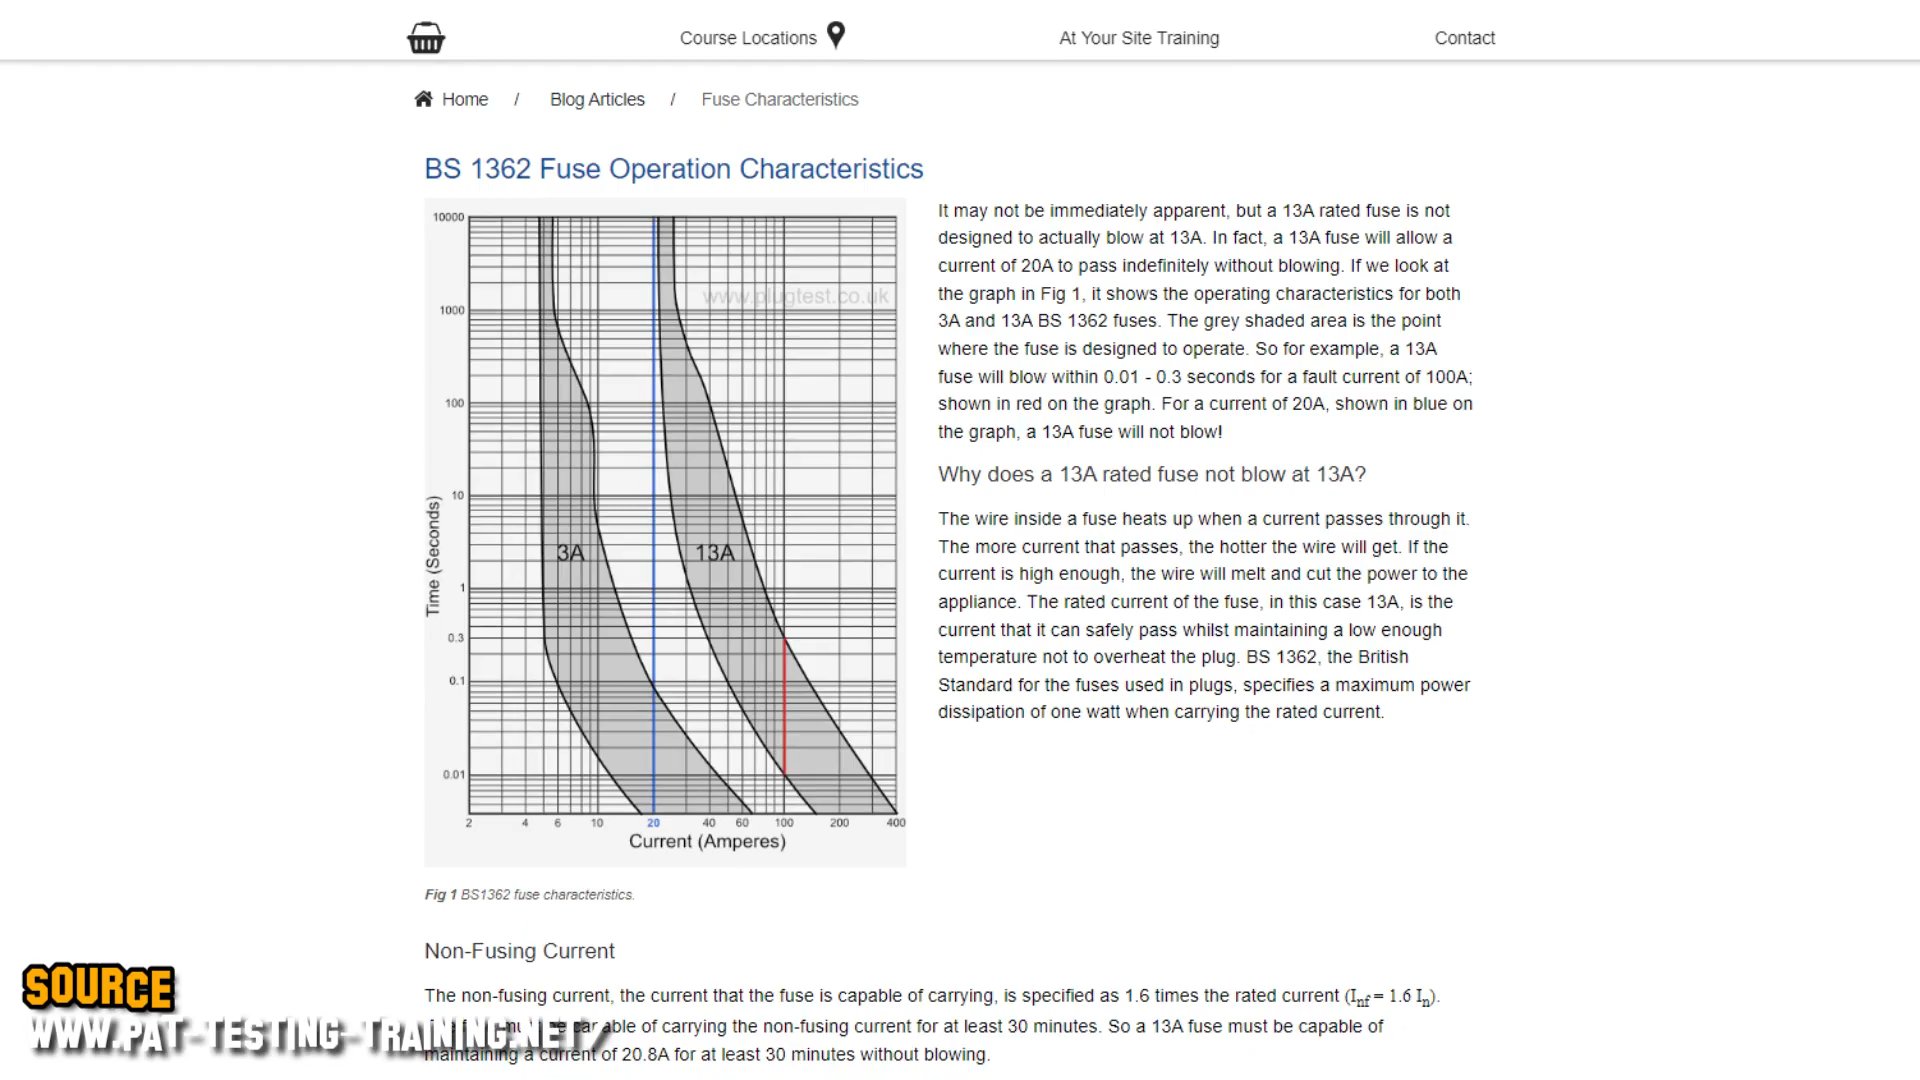 Course Locations
At Your Site Training
Contact
Home / Blog Articles / Fuse Characteristics
BS 1362 Fuse Operation Characteristics
10000
1000
100
10
1
0.3
0.1
0.01
Time (Seconds)
www.plugtest.co.uk
3A
13A
2 4 6 10 20 40 60 100 200 400
Current (Amperes)
Fig 1 BS1362 fuse characteristics.
It may not be immediately apparent, but a 13A rated fuse is not
designed to actually blow at 13A. In fact, a 13A fuse will allow a
current of 20A to pass indefinitely without blowing. If we look at
the graph in Fig 1, it shows the operating characteristics for both
3A and 13A BS 1362 fuses. The grey shaded area is the point
where the fuse is designed to operate. So for example, a 13A
fuse will blow within 0.01 - 0.3 seconds for a fault current of 100A;
shown in red on the graph. For a current of 20A, shown in blue on
the graph, a 13A fuse will not blow!
Why does a 13A rated fuse not blow at 13A?
The wire inside a fuse heats up when a current passes through it.
The more current that passes, the hotter the wire will get. If the
current is high enough, the wire will melt and cut the power to the
appliance. The rated current of the fuse, in this case 13A, is the
current that it can safely pass whilst maintaining a low enough
temperature not to overheat the plug. BS 1362, the British
Standard for the fuses used in plugs, specifies a maximum power
dissipation of one watt when carrying the rated current.
Non-Fusing Current
The non-fusing current, the current that the fuse is capable of carrying, is specified as 1.6 times the rated current (Inf = 1.6 In).
of carrying the non-fusing current for at least 30 minutes. So a 13A fuse must be capable of
maintaining a current of 20.8A for at least 30 minutes without blowing.
SOURCE
WWW.PAT-TESTING-TRAINING.NET/